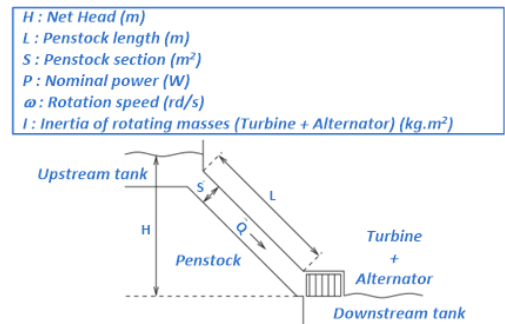 H : Net Head (m)
L : Penstock length (m)
S : Penstock section (m²)
P : Nominal power (W)
ω : Rotation speed (rd/s)
I : Inertia of rotating masses (Turbine + Alternator) (kg.m²)
Upstream tank
S
L
H
Q
Turbine
+
Alternator
Penstock
Downstream tank